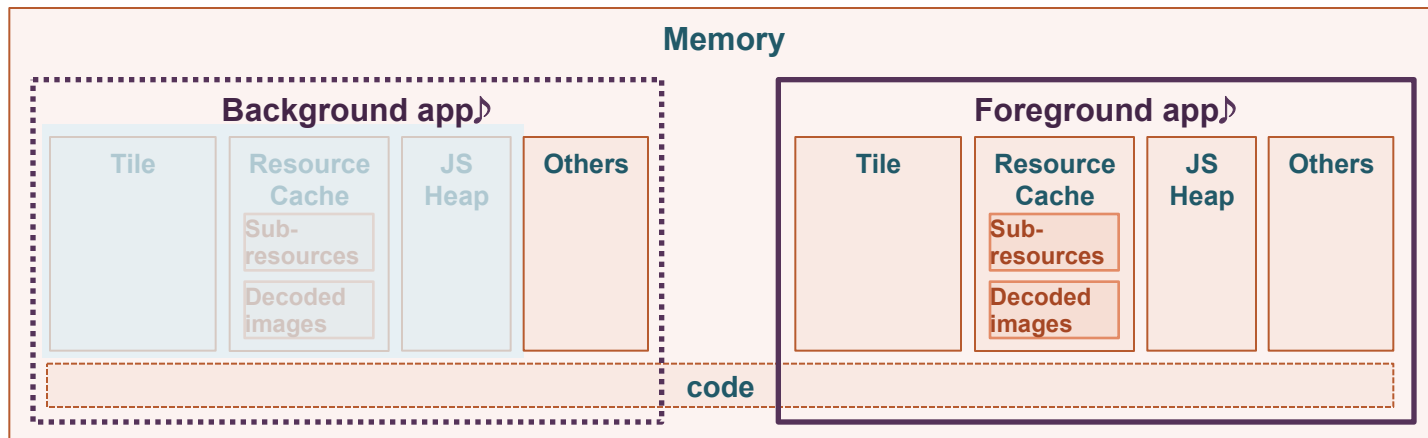 Memory
Background app♪
Tile
Resource
Cache
Sub-
resources
Decoded
images
JS
Heap
Others
Foreground app♪
Tile
Resource
Cache
Sub-
resources
Decoded
images
JS
Heap
Others
code